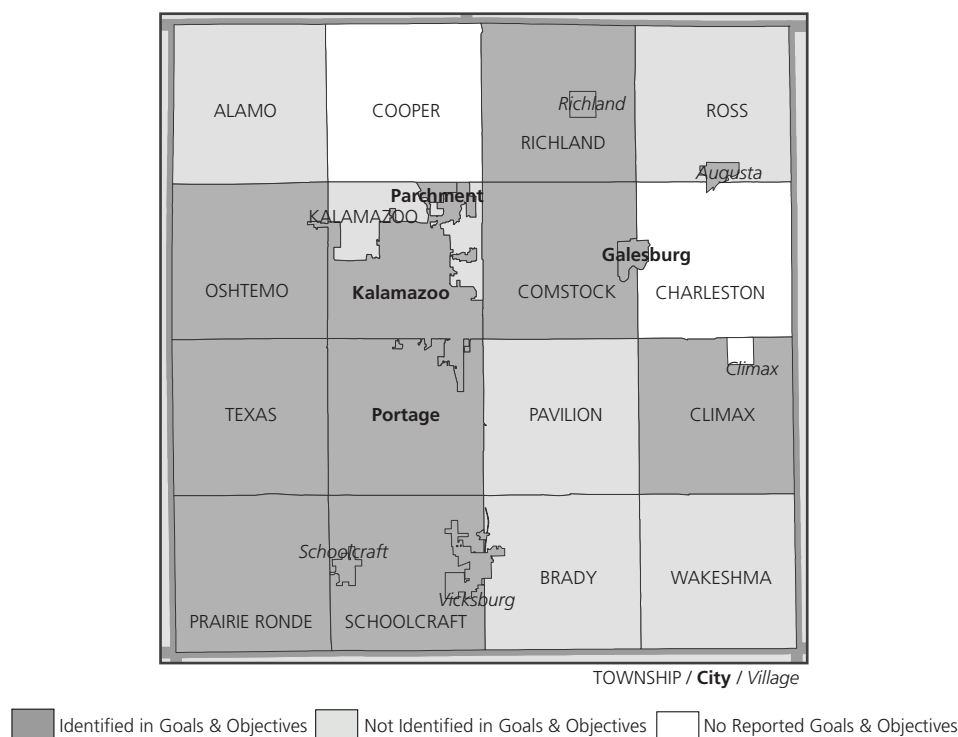 ALAMO
COOPER
Richland
RICHLAND
ROSS
Augusta
Parchment
KALAMAZOO
OSHTEMO
Kalamazoo
COMSTOCK
Galesburg
CHARLESTON
Climax
TEXAS
Portage
PAVILION
CLIMAX
Schoolcraft
PRAIRIE RONDE
SCHOOLCRAFT
Vicksburg
BRADY
WAKESHMA
TOWNSHIP / City / Village
Identified in Goals & Objectives
Not Identified in Goals & Objectives
No Reported Goals & Objectives